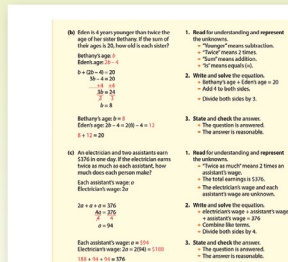 (b) Eden is 4 years younger than twice the
age of her sister Bethany. If the sum of
their ages is 20, how old is each sister?
Bethany's age: b
Eden's age: 2b – 4
b + (2b – 4) = 20
3b – 4 = 20
+4 +4
3b = 24
3 3
b = 8
Bethany's age: b = 8
Eden's age: 2b – 4 = 2(8) – 4 = 12
8 + 12 = 20
1. Read for understanding and represent
the unknowns.
"Younger" means subtraction.
"Twice" means 2 times.
"Sum" means addition.
"Is" means equals (=).
2. Write and solve the equation.
Bethany's age + Eden's age = 20
Add 4 to both sides.
Divide both sides by 3.
3. State and check the answer.
The question is answered.
The answer is reasonable.
(c) An electrician and two assistants earn
$376 in one day. If the electrician earns
twice as much as each assistant, how
much does each person make?
Each assistant's wage: a
Electrician's wage: 2a
2a + a + a = 376
4a = 376
4 4
a = 94
Each assistant's wage: a = $94
Electrician's wage: 2a = 2(94) = $188
188 + 94 + 94 = 376
1. Read for understanding and represent
the unknowns.
"Twice as much" means 2 times an
assistant's wage.
The total earnings is $376.
The electrician's wage and each
assistant's wage are unknown.
2. Write and solve the equation.
electrician's wage + assistant's wage
+ assistant's wage = 376
Combine like terms.
Divide both sides by 4.
3. State and check the answer.
The question is answered.
The answer is reasonable.